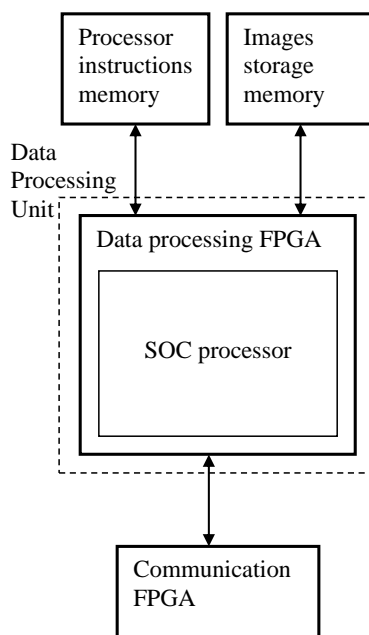 Processor
instructions
memory
Images
storage
memory
Data
Processing
Unit
Data processing FPGA
SOC processor
Communication
FPGA